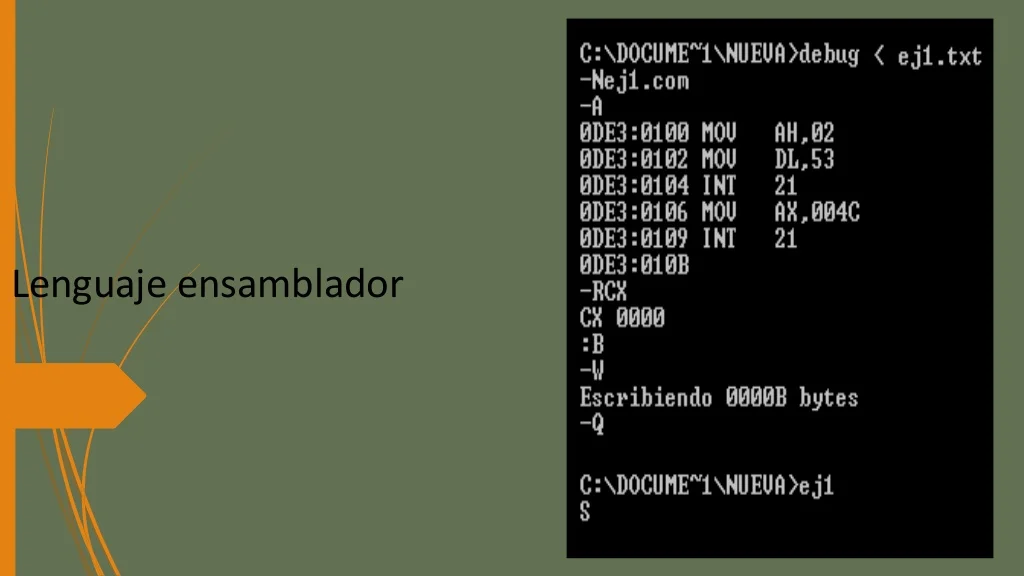 Lenguaje ensamblador
C:\DOCUME~1\NUEVA>debug < ej1.txt
-Nej1.com
-A
0DE3:0100 MOV AH,02
0DE3:0102 MOV DL,53
0DE3:0104 INT 21
0DE3:0106 MOV AX,004C
0DE3:0109 INT 21
0DE3:010B
-RCX
CX 0000
:B
-W
Escribiendo 0000B bytes
-Q
C:\DOCUME~1\NUEVA>ej1
S